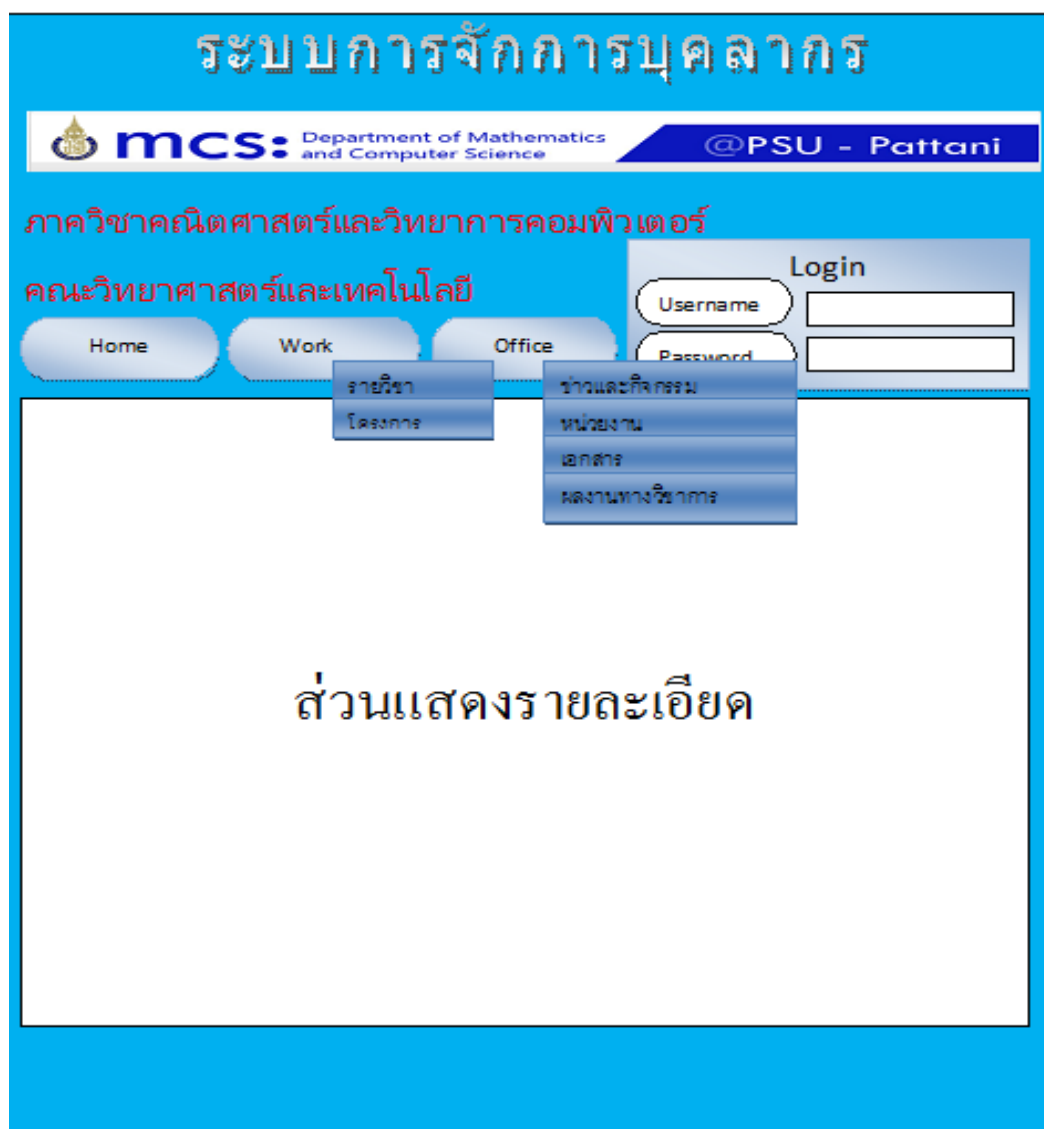 ระบบการจักการบุคลากร
mcs: Department of Mathematics
and Computer Science
@PSU - Pattani
ภาควิชาคณิตศาสตร์และวิทยาการคอมพิวเตอร์
คณะวิทยาศาสตร์และเทคโนโลยี
Login
Username
Password
Home
Work
Office
รายวิชา
โครงการ
ข่าวและกิจกรรม
หน่วยงาน
เอกสาร
ผลงานทางวิชาการ
ส่วนแสดงรายละเอียด